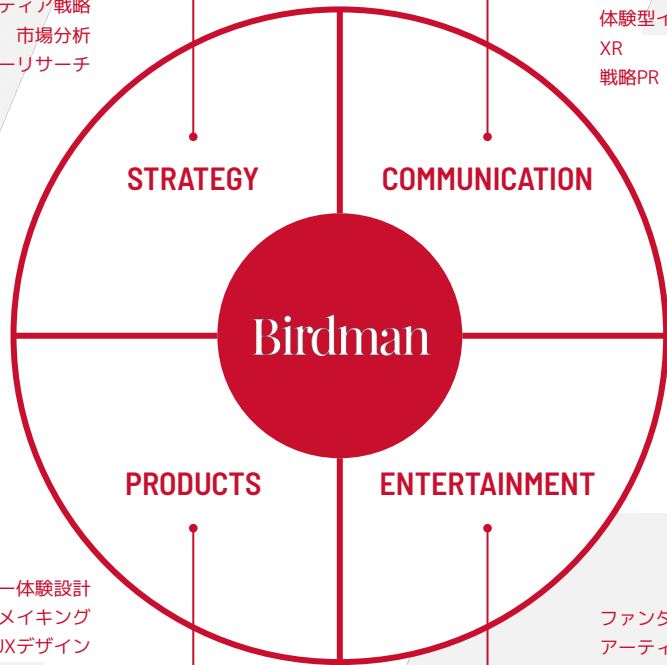 ティア戦略
市場分析
ーリサーチ
体験型イ
XR
戦略PR
STRATEGY
COMMUNICATION
Birdman
PRODUCTS
ENTERTAINMENT
ー体験設計
メイキング
UXデザイン
ファンタ
アーティ